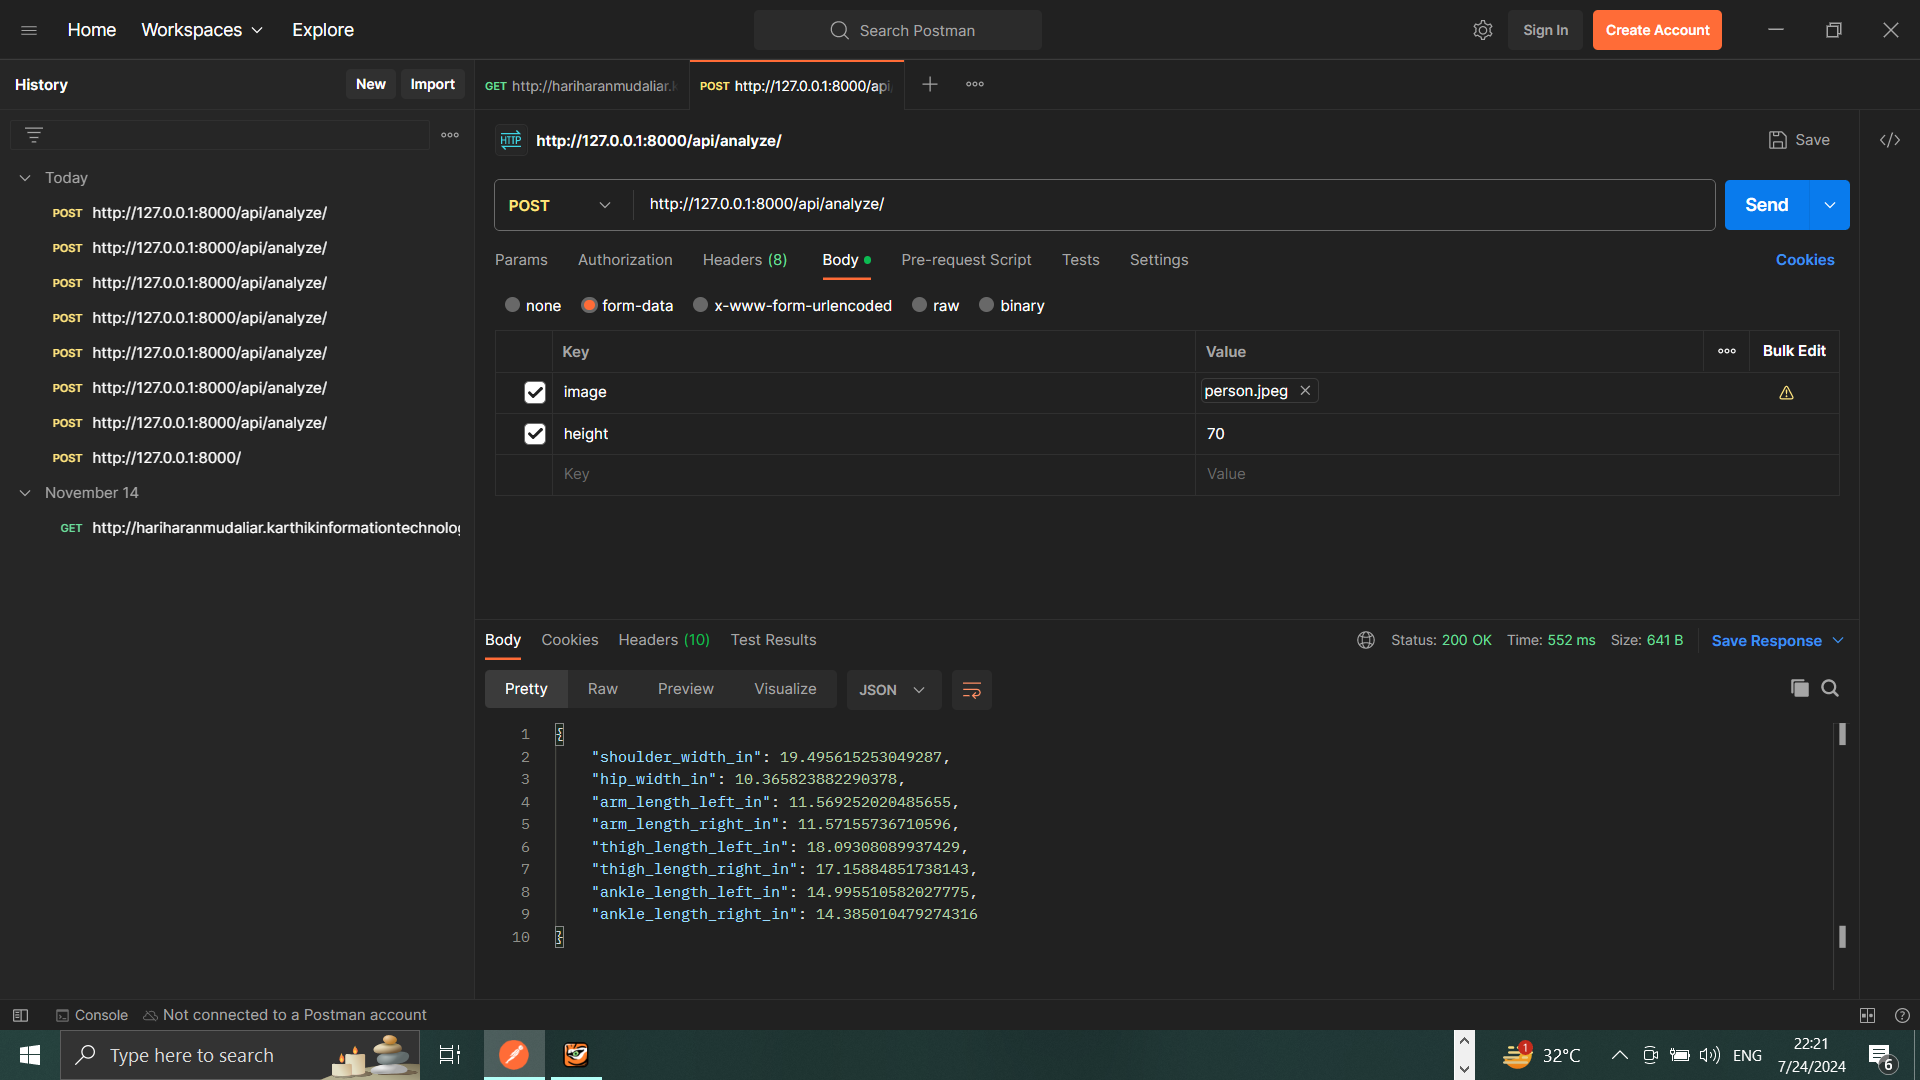 Home Workspaces Explore Search Postman Sign In Create Account
History New Import GET http://hariharanmudaliar.k POST http://127.0.0.1:8000/api,
HTTP http://127.0.0.1:8000/api/analyze/ Save
Today
POST http://127.0.0.1:8000/api/analyze/
POST http://127.0.0.1:8000/api/analyze/
POST http://127.0.0.1:8000/api/analyze/
POST http://127.0.0.1:8000/api/analyze/
POST http://127.0.0.1:8000/api/analyze/
POST http://127.0.0.1:8000/api/analyze/
POST http://127.0.0.1:8000/api/analyze/
POST http://127.0.0.1:8000/
November 14
GET http://hariharanmudaliar.karthikinformationtechnolog
POST http://127.0.0.1:8000/api/analyze/ Send
Params Authorization Headers (8) Body Pre-request Script Tests Settings Cookies
none form-data x-www-form-urlencoded raw binary
Key Value Bulk Edit
image person.jpeg
height 70
Key Value
Body Cookies Headers (10) Test Results Status: 200 OK Time: 552 ms Size: 641 B Save Response
Pretty Raw Preview Visualize JSON
1 {
2 "shoulder_width_in": 19.495615253049287,
3 "hip_width_in": 10.365823882290378,
4 "arm_length_left_in": 11.569252020485655,
5 "arm_length_right_in": 11.57155736710596,
6 "thigh_length_left_in": 18.09308089937429,
7 "thigh_length_right_in": 17.15884851738143,
8 "ankle_length_left_in": 14.995510582027775,
9 "ankle_length_right_in": 14.385010479274316
10 }
Console Not connected to a Postman account
Type here to search 1 32°C ENG 22:21 6
7/24/2024